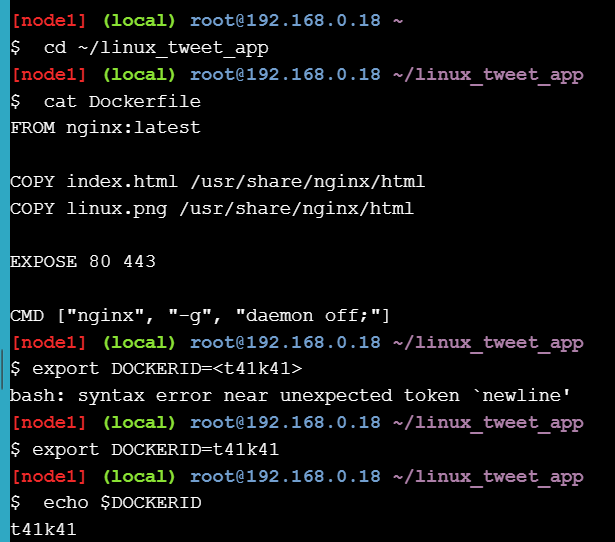 [node1] (local) root@192.168.0.18 ~
$  cd ~/linux_tweet_app
[node1] (local) root@192.168.0.18 ~/linux_tweet_app
$  cat Dockerfile
FROM nginx:latest
COPY index.html /usr/share/nginx/html
COPY linux.png /usr/share/nginx/html
EXPOSE 80 443
CMD ["nginx", "-g", "daemon off;"]
[node1] (local) root@192.168.0.18 ~/linux_tweet_app
$ export DOCKERID=<t41k41>
bash: syntax error near unexpected token `newline'
[node1] (local) root@192.168.0.18 ~/linux_tweet_app
$ export DOCKERID=t41k41
[node1] (local) root@192.168.0.18 ~/linux_tweet_app
$  echo $DOCKERID
t41k41